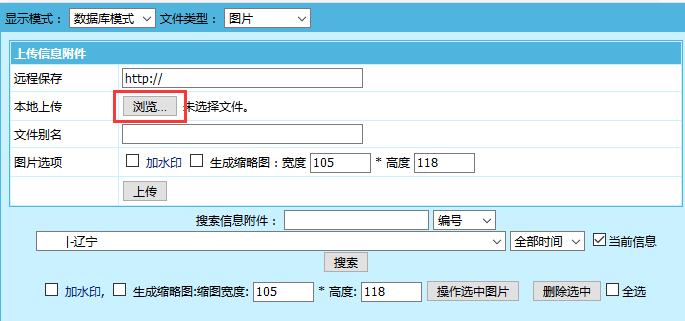 显示模式： 数据库模式 文件类型： 图片
上传信息附件
远程保存 http://
本地上传 浏览... 未选择文件。
文件别名
图片选项 加水印 生成缩略图：宽度 105 * 高度 118
上传
搜索信息附件： 编号
|-辽宁 全部时间 当前信息
搜索
加水印, 生成缩略图:缩图宽度: 105 * 高度: 118 操作选中图片 删除选中 全选